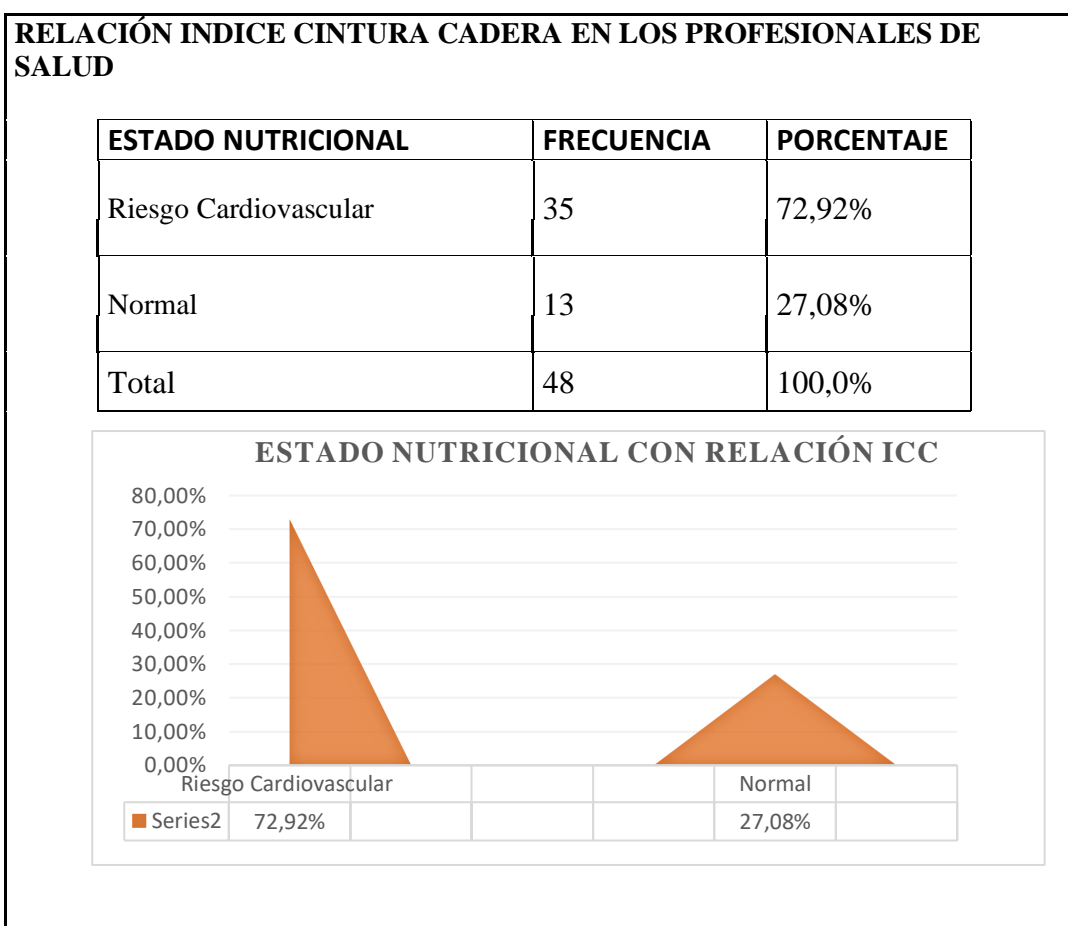 RELACIÓN INDICE CINTURA CADERA EN LOS PROFESIONALES DE
SALUD
ESTADO NUTRICIONAL FRECUENCIA PORCENTAJE
Riesgo Cardiovascular 35 72,92%
Normal 13 27,08%
Total 48 100,0%
ESTADO NUTRICIONAL CON RELACIÓN ICC
80,00%
70,00%
60,00%
50,00%
40,00%
30,00%
20,00%
10,00%
0,00%
Riesgo Cardiovascular Normal
Series2 72,92% 27,08%